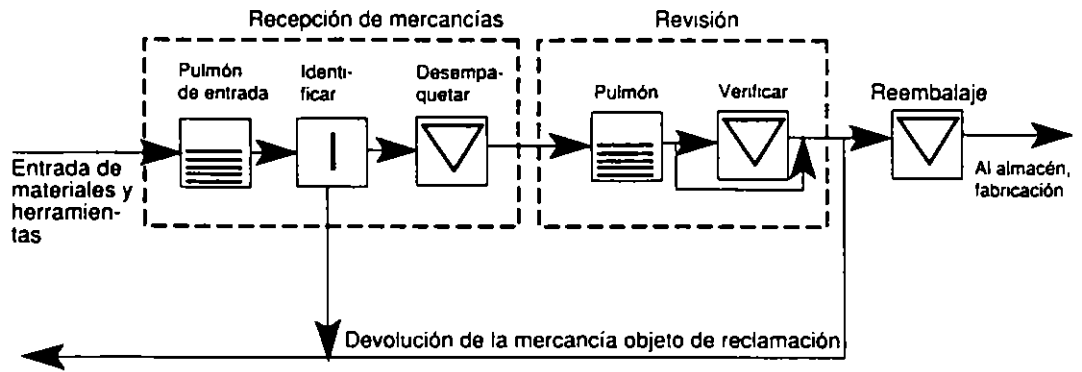 Recepción de mercancías
Revisión
Pulmón
de entrada
Identi-
ficar
Desempa-
quetar
Pulmón
Verificar
Reembalaje
Entrada de
materiales y
herramien-
tas
Al almacén,
fabricación
Devolución de la mercancía objeto de reclamación